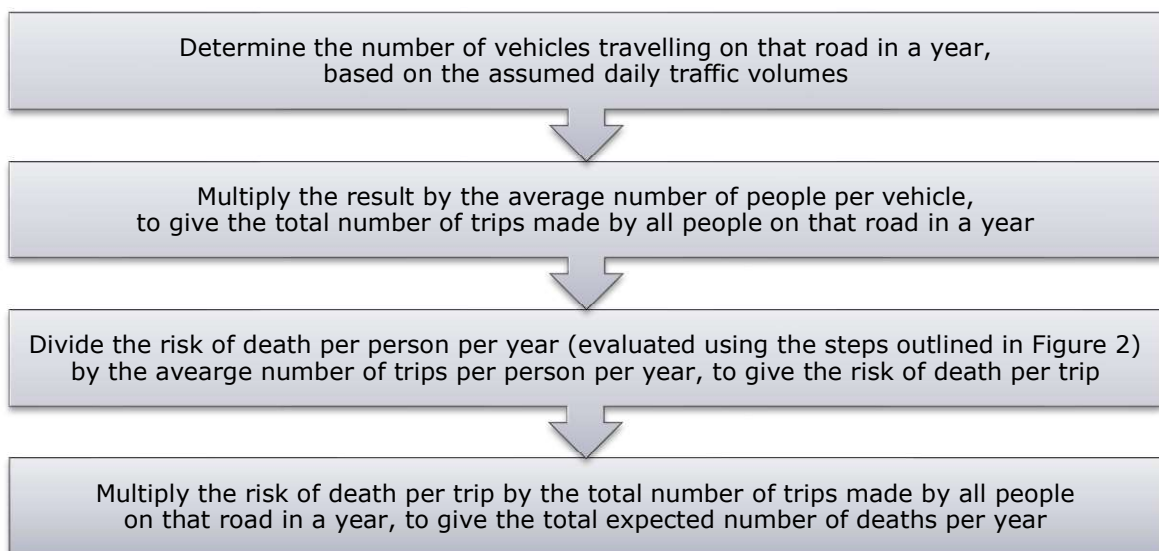 Determine the number of vehicles travelling on that road in a year,
based on the assumed daily traffic volumes
Multiply the result by the average number of people per vehicle,
to give the total number of trips made by all people on that road in a year
Divide the risk of death per person per year (evaluated using the steps outlined in Figure 2)
by the avearge number of trips per person per year, to give the risk of death per trip
Multiply the risk of death per trip by the total number of trips made by all people
on that road in a year, to give the total expected number of deaths per year